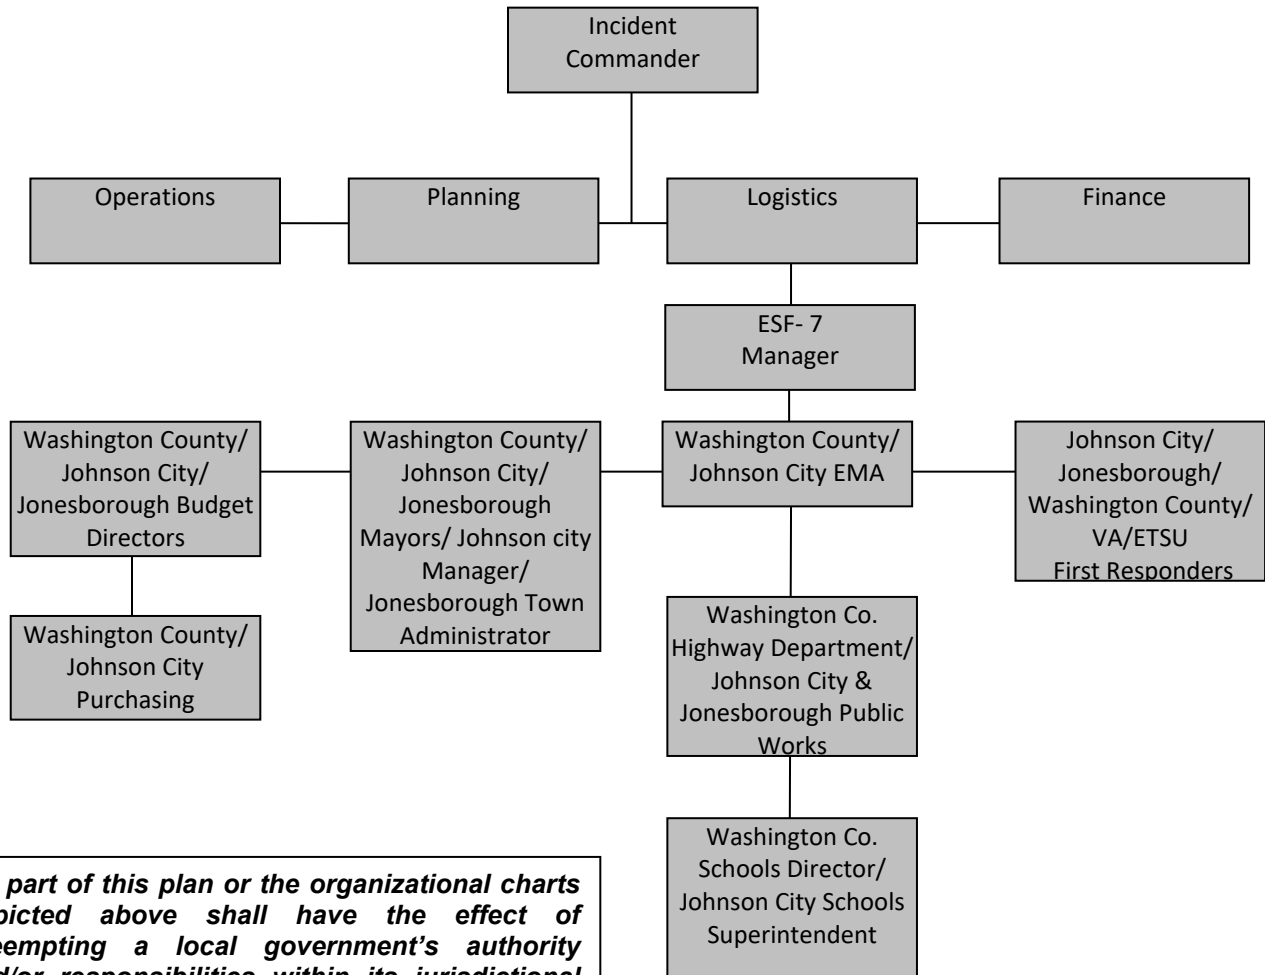 Incident
Commander
Operations
Planning
Logistics
Finance
ESF- 7
Manager
Washington County/
Johnson City/
Jonesborough Budget
Directors
Washington County/
Johnson City/
Jonesborough
Mayors/ Johnson city
Manager/
Jonesborough Town
Administrator
Washington County/
Johnson City EMA
Johnson City/
Jonesborough/
Washington County/
VA/ETSU
First Responders
Washington County/
Johnson City
Purchasing
Washington Co.
Highway Department/
Johnson City &
Jonesborough Public
Works
Washington Co.
Schools Director/
Johnson City Schools
Superintendent
part of this plan or the organizational charts
above shall have the effect of
a local government's authority
responsibilities within its jurisdictional